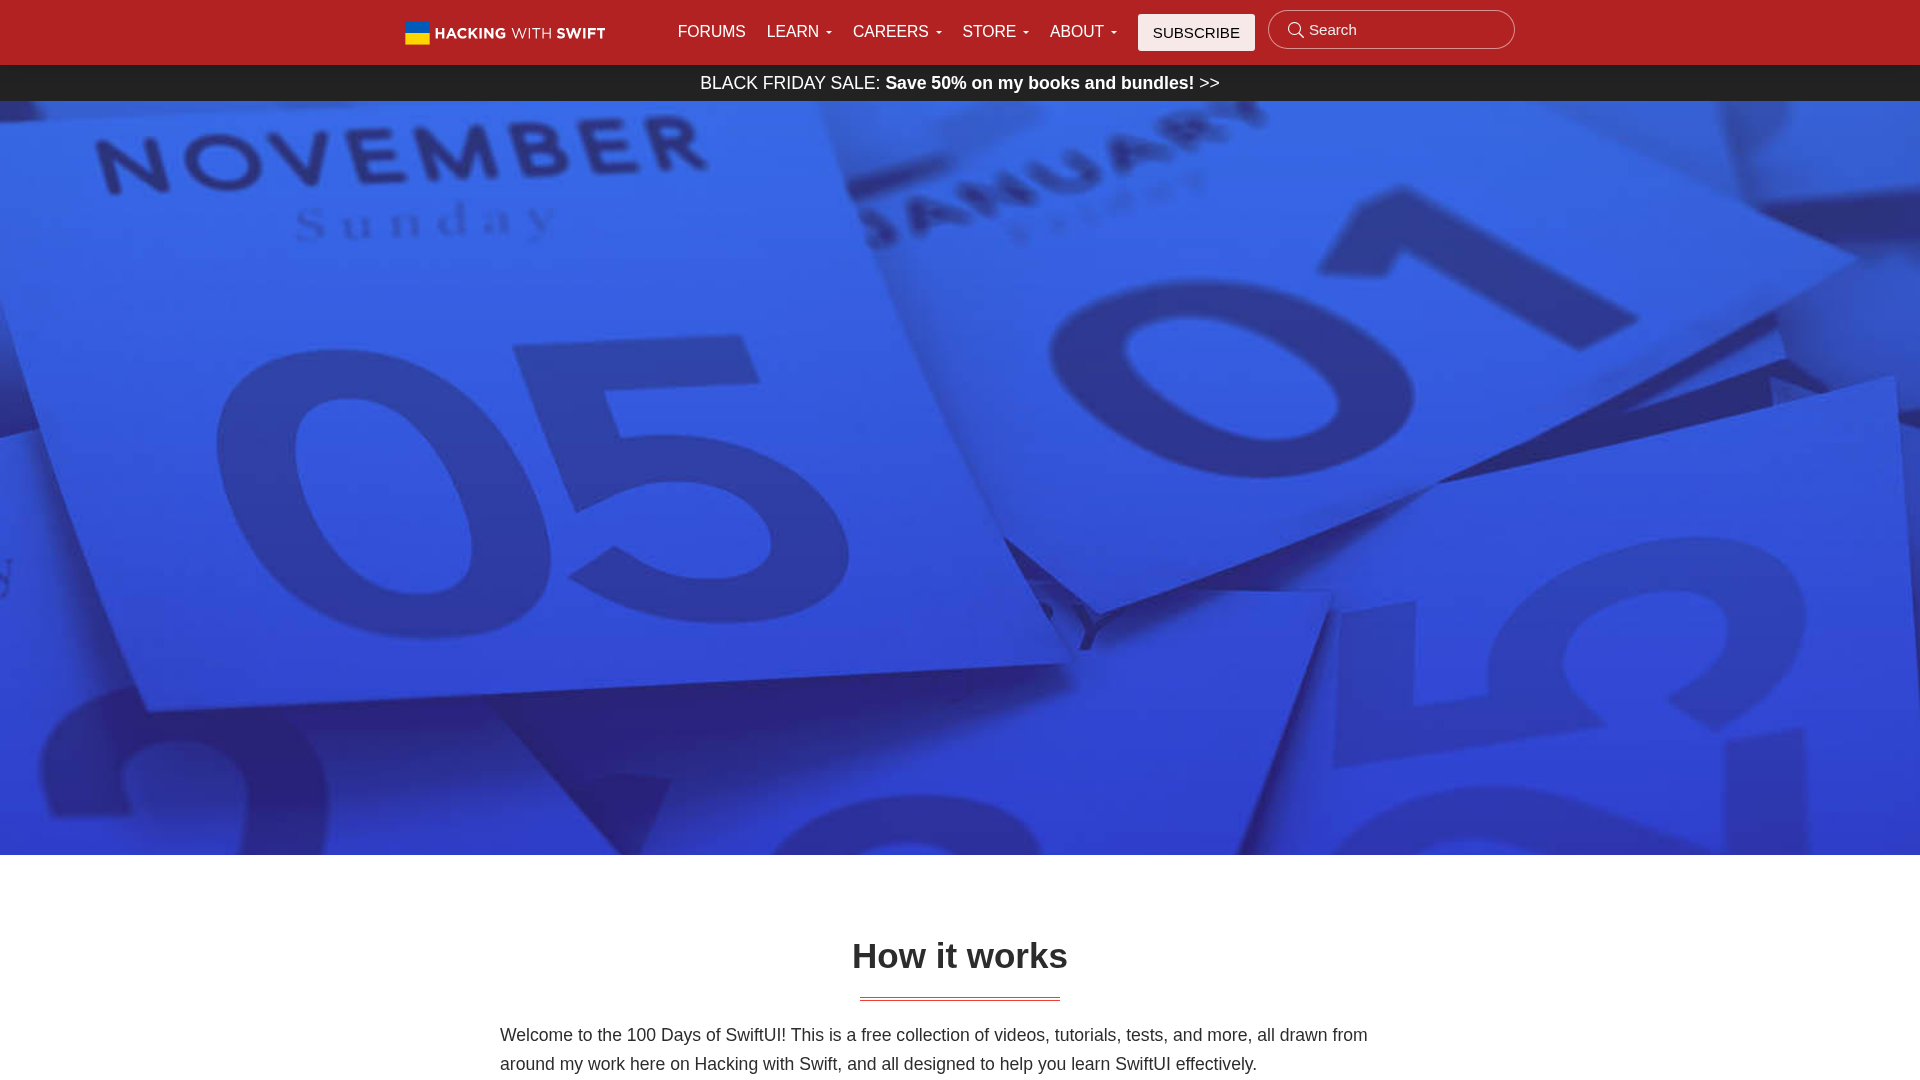 HACKING WITH SWIFT
FORUMS LEARN CAREERS STORE ABOUT SUBSCRIBE Search
BLACK FRIDAY SALE: Save 50% on my books and bundles! >>
NOVEMBER
Sunday
05
JANUARY
01
How it works
Welcome to the 100 Days of SwiftUI! This is a free collection of videos, tutorials, tests, and more, all drawn from
around my work here on Hacking with Swift, and all designed to help you learn SwiftUI effectively.